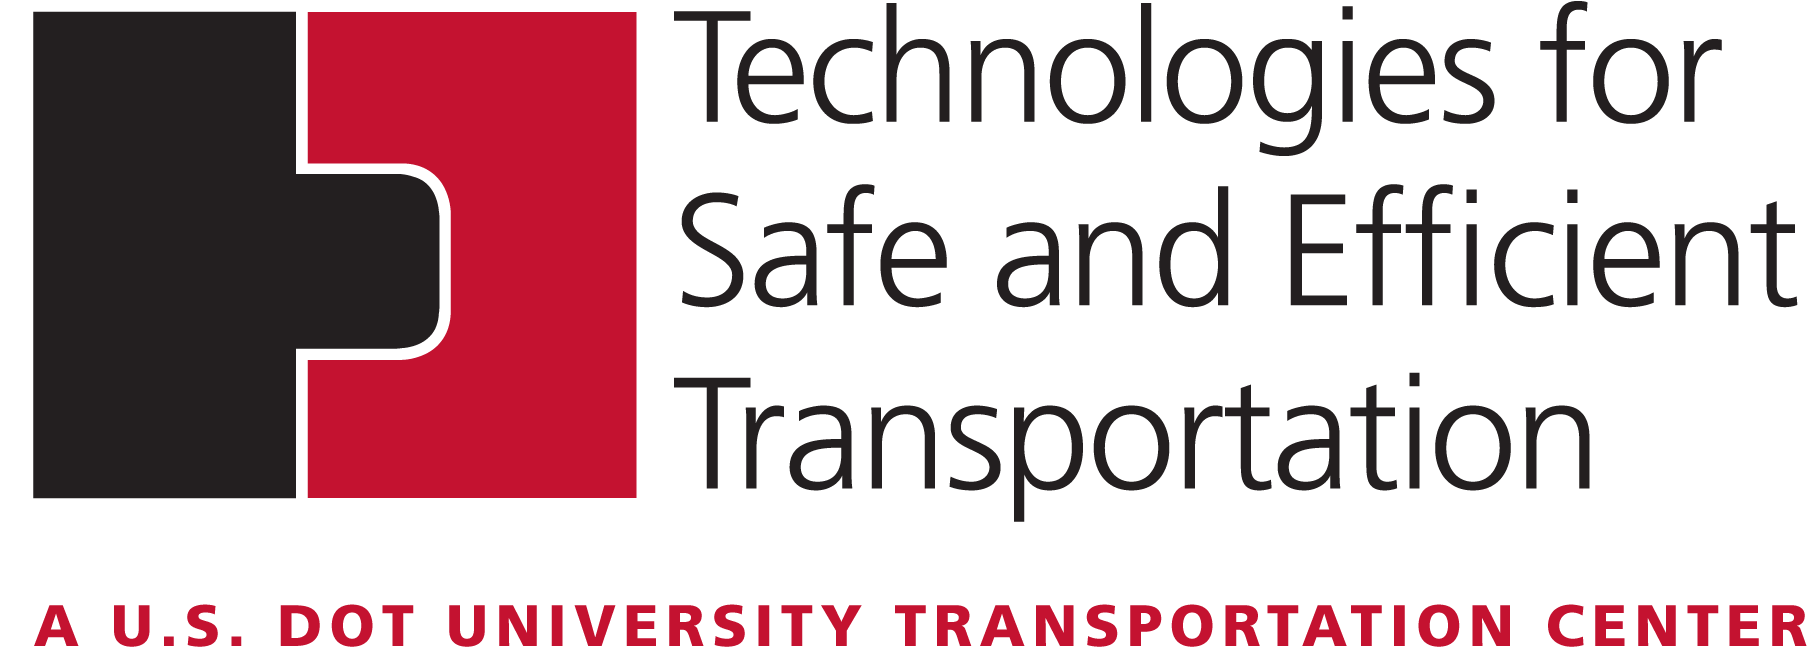 Technologies for
Safe and Efficient
Transportation
A U.S. DOT UNIVERSITY TRANSPORTATION CENTER